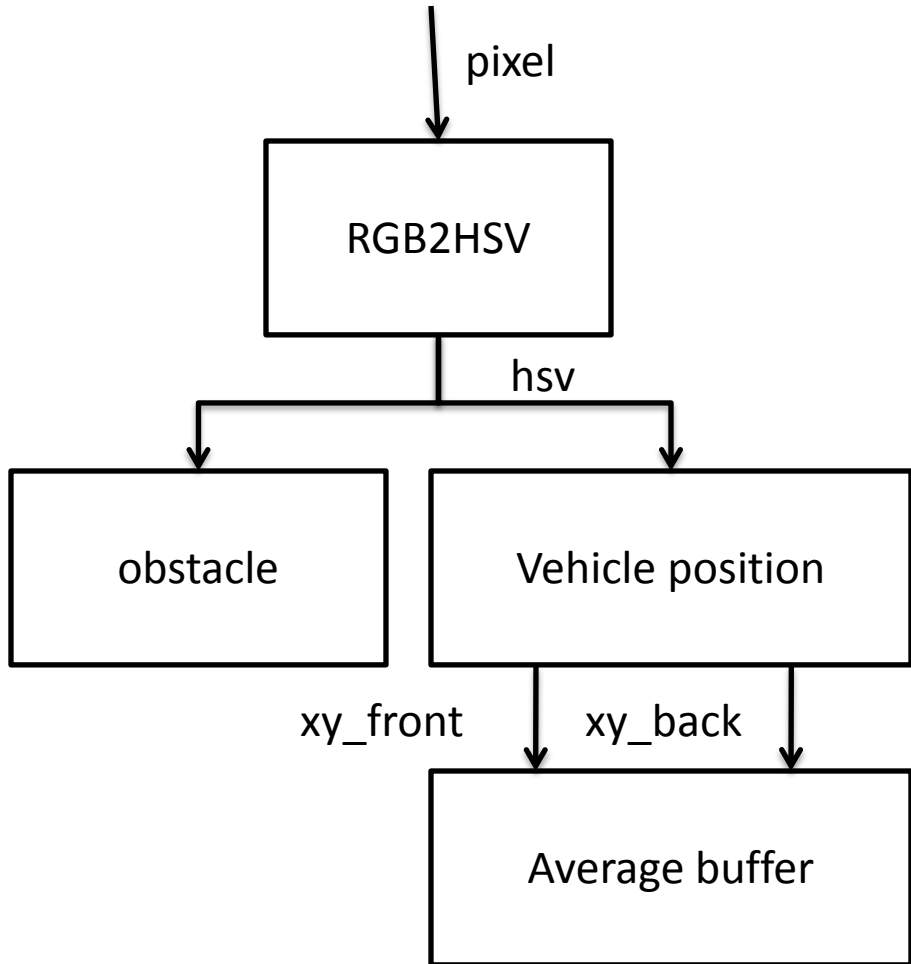 pixel
RGB2HSV
hsv
obstacle
Vehicle position
xy_front
xy_back
Average buffer